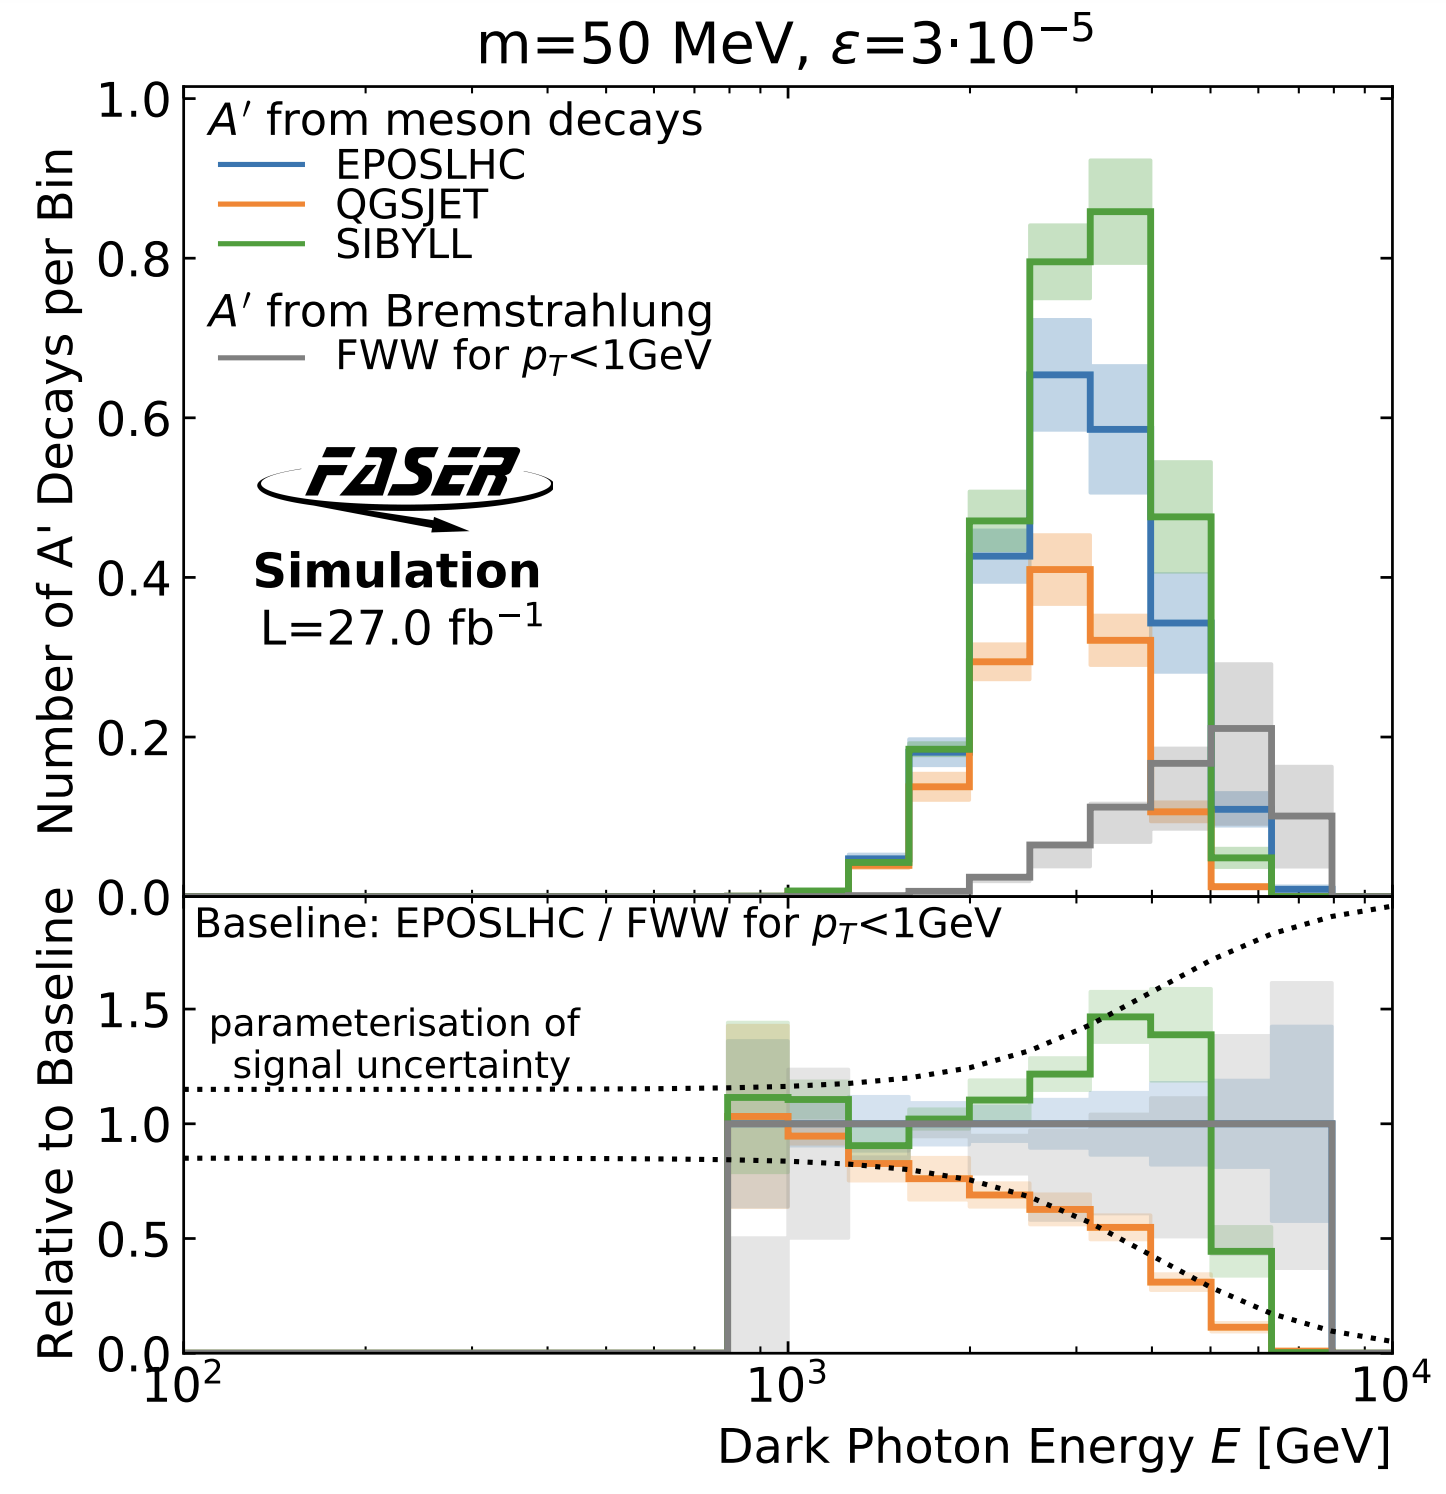 m=50 MeV, ε=3·10⁻⁵
Number of A' Decays per Bin
1.0
0.8
0.6
0.4
0.2
0.0
A′ from meson decays
EPOSLHC
QGSJET
SIBYLL
A′ from Bremstrahlung
FWW for pT<1GeV
FASER
Simulation
L=27.0 fb⁻¹
Relative to Baseline
1.5
1.0
0.5
0.0
Baseline: EPOSLHC / FWW for pT<1GeV
parameterisation of
signal uncertainty
10² 10³ 10⁴
Dark Photon Energy E [GeV]